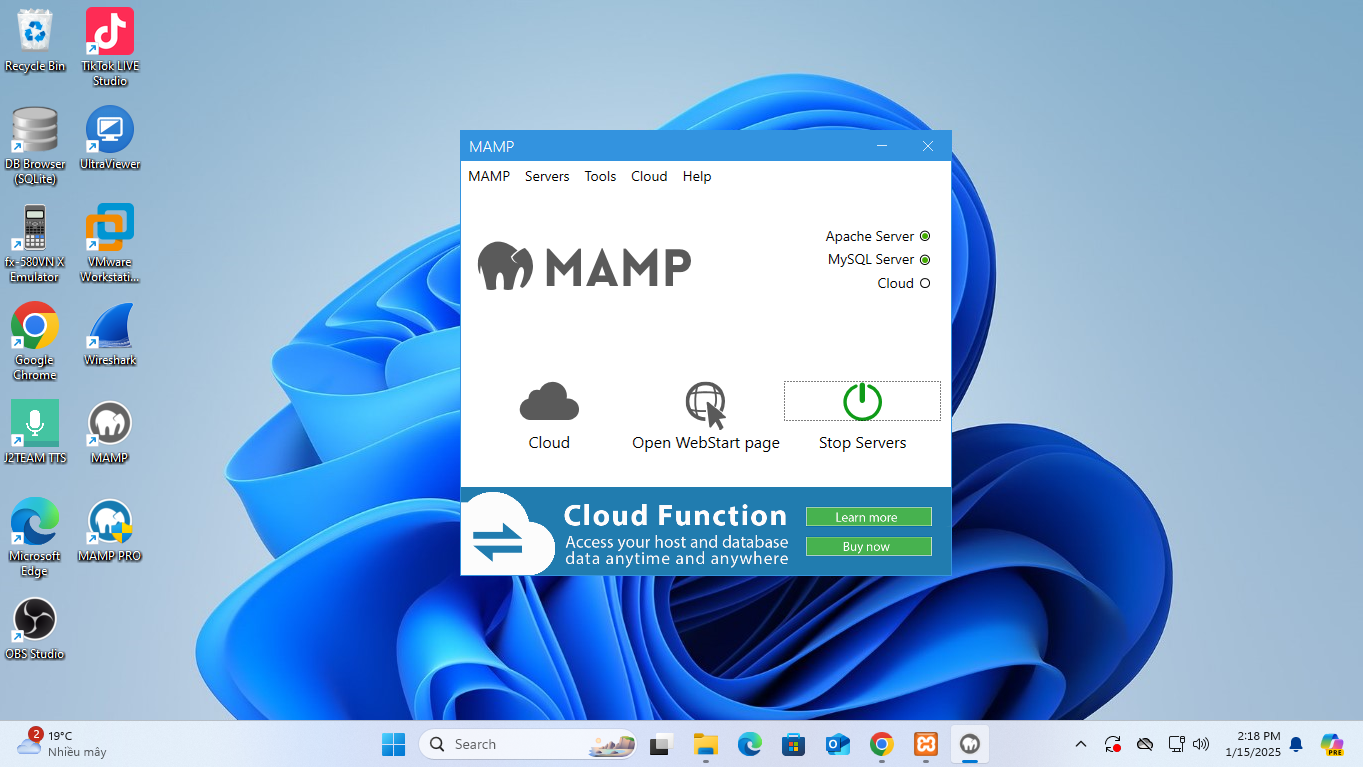 Recycle Bin
TikTok LIVE
Studio
DB Browser
(SQLite)
UltraViewer
fx-580VN X
Emulator
VMware
Workstati...
Google
Chrome
Wireshark
J2TEAM TTS
MAMP
Microsoft
Edge
MAMP PRO
OBS Studio
MAMP
MAMP Servers Tools Cloud Help
MAMP
Apache Server
MySQL Server
Cloud
Cloud
Open WebStart page
Stop Servers
Cloud Function
Access your host and database
data anytime and anywhere
Learn more
Buy now
2
19°C
Nhiều mây
Search
2:18 PM
1/15/2025
PRE